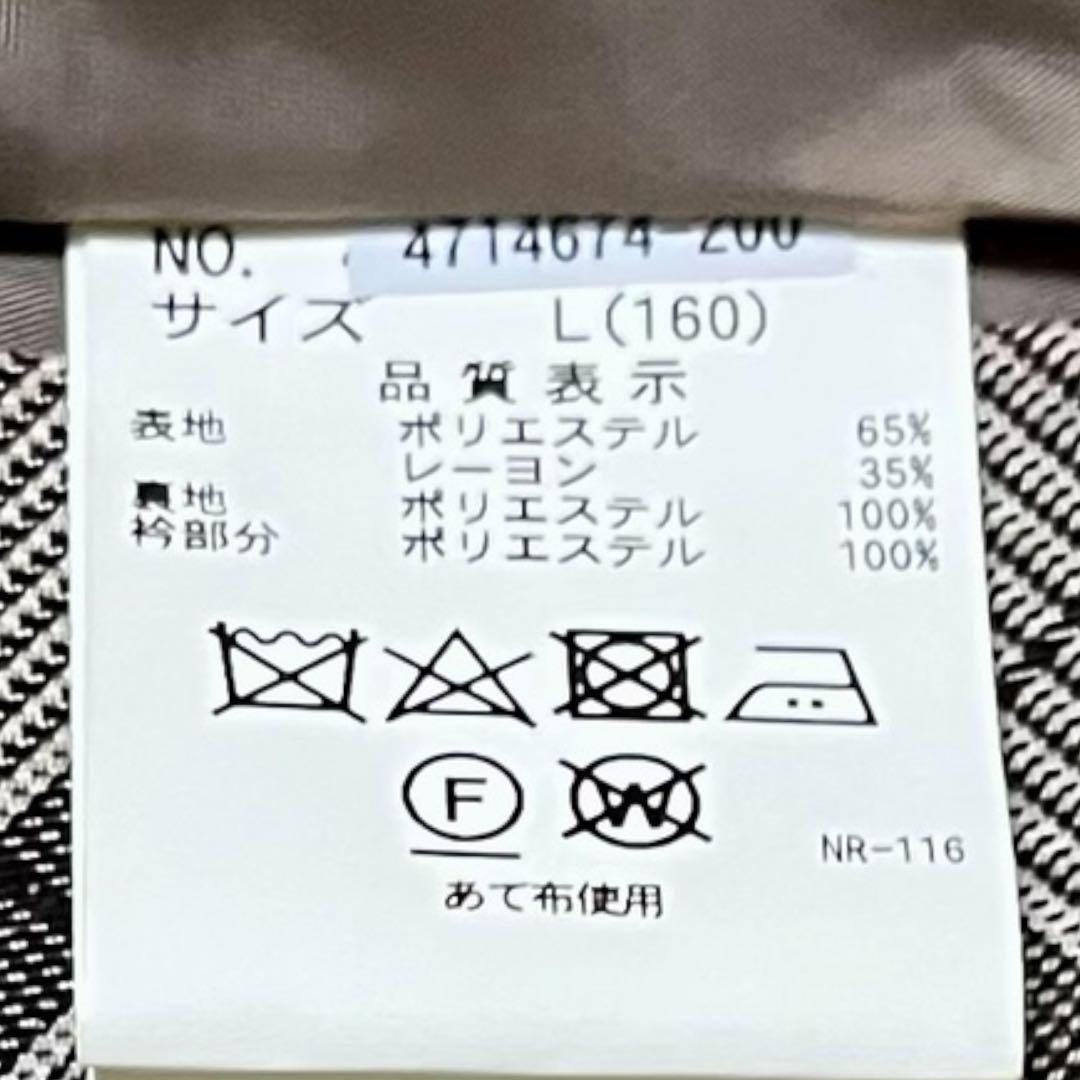 NO. 4714674-200
サイズ L(160)
品質表示
表地 ポリエステル 65%
レーヨン 35%
裏地 ポリエステル 100%
衿部分 ポリエステル 100%
F W
NR-116
あて布使用